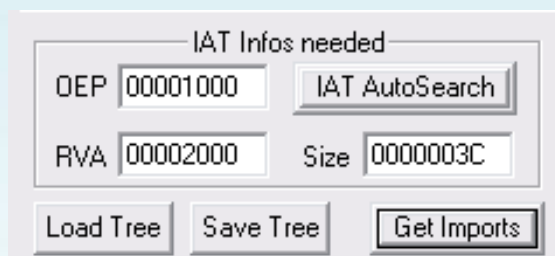 IAT Infos needed
OEP 00001000 IAT AutoSearch
RVA 00002000 Size 0000003C
Load Tree Save Tree Get Imports